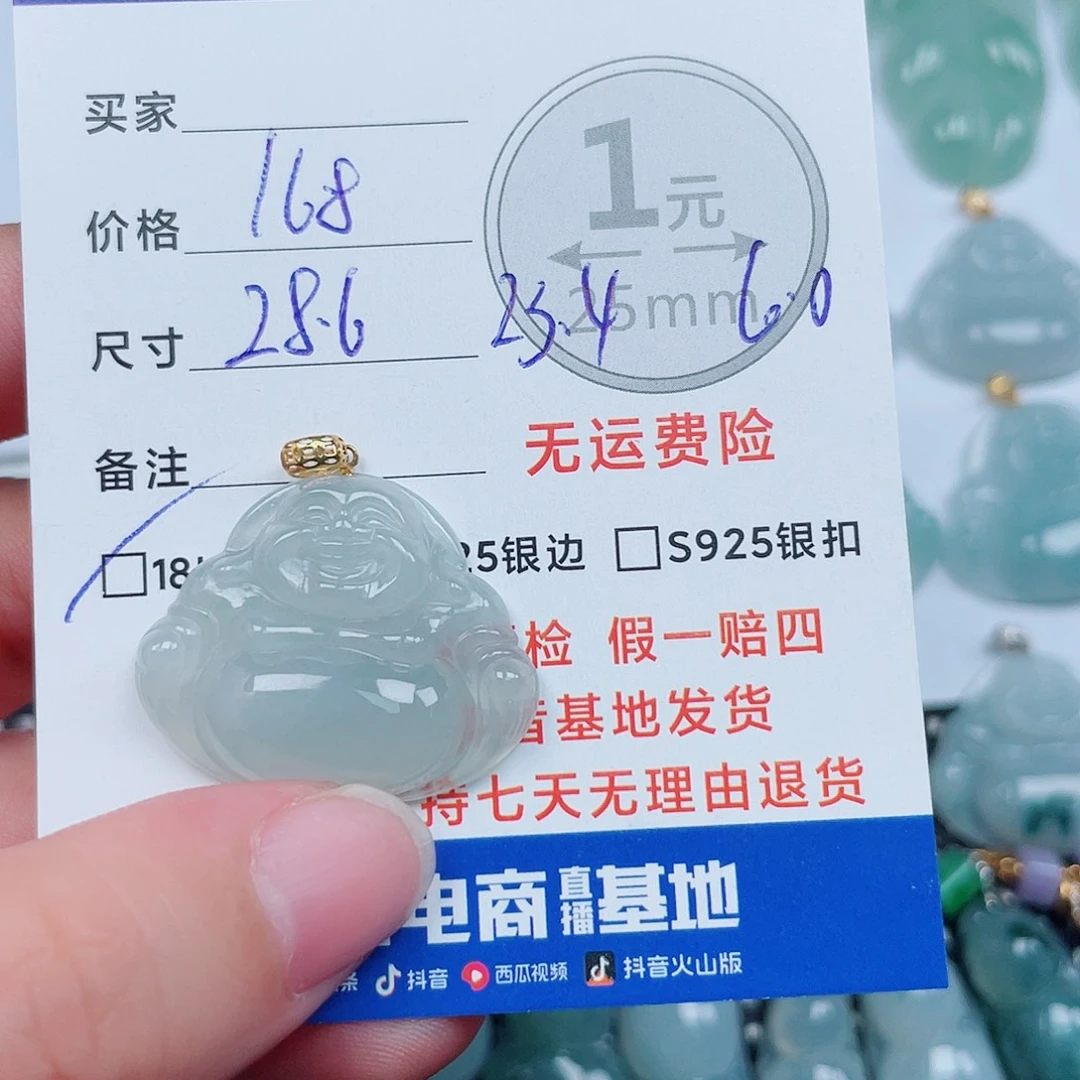 买家
168
价格
1元
28.6 25.4 6.0
尺寸
25mm
无运费险
备注
18 25银边 S925银扣
检 假一赔四
基地发货
持七天无理由退货
电商直播基地
条 抖音 西瓜视频 抖音火山版